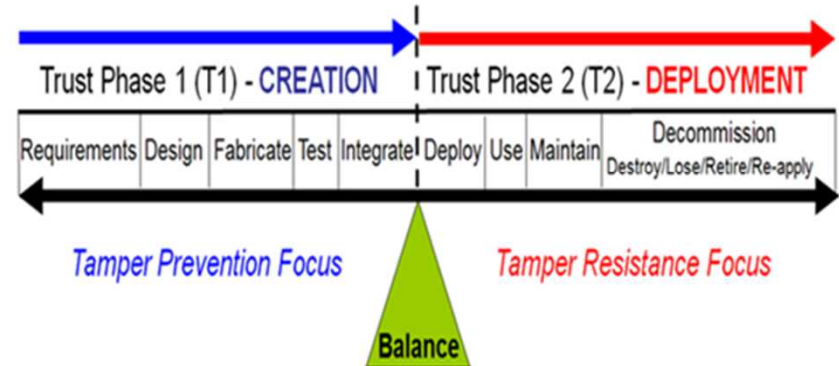 Trust Phase 1 (T1) - CREATION
Trust Phase 2 (T2) - DEPLOYMENT
Requirements Design Fabricate Test Integrate Deploy Use Maintain Decommission
Destroy/Lose/Retire/Re-apply
Tamper Prevention Focus
Tamper Resistance Focus
Balance